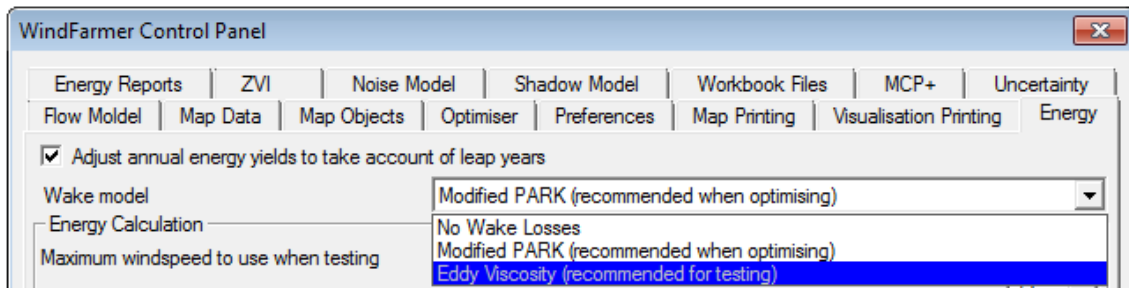 WindFarmer Control Panel
Energy Reports ZVI Noise Model Shadow Model Workbook Files MCP+ Uncertainty
Flow Moldel Map Data Map Objects Optimiser Preferences Map Printing Visualisation Printing Energy
Adjust annual energy yields to take account of leap years
Wake model Modified PARK (recommended when optimising)
Energy Calculation
No Wake Losses
Modified PARK (recommended when optimising)
Maximum windspeed to use when testing
Eddy Viscosity (recommended for testing)